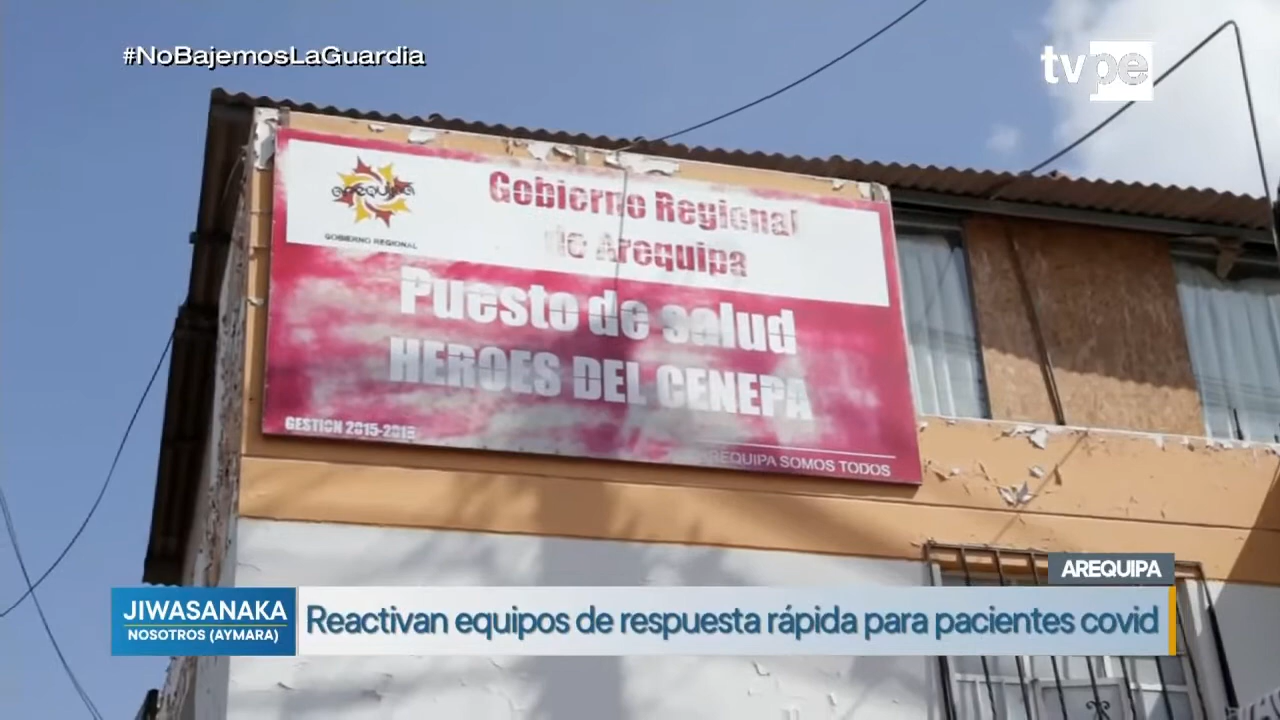 #NoBajemosLaGuardia
tvpe
AREQUIPA
GOBIERNO REGIONAL
Gobierno Regional
de Arequipa
Puesto de salud
HEROES DEL CENEPA
GESTION 2015-2018
AREQUIPA SOMOS TODOS
AREQUIPA
JIWASANAKA
NOSOTROS (AYMARA)
Reactivan equipos de respuesta rápida para pacientes covid